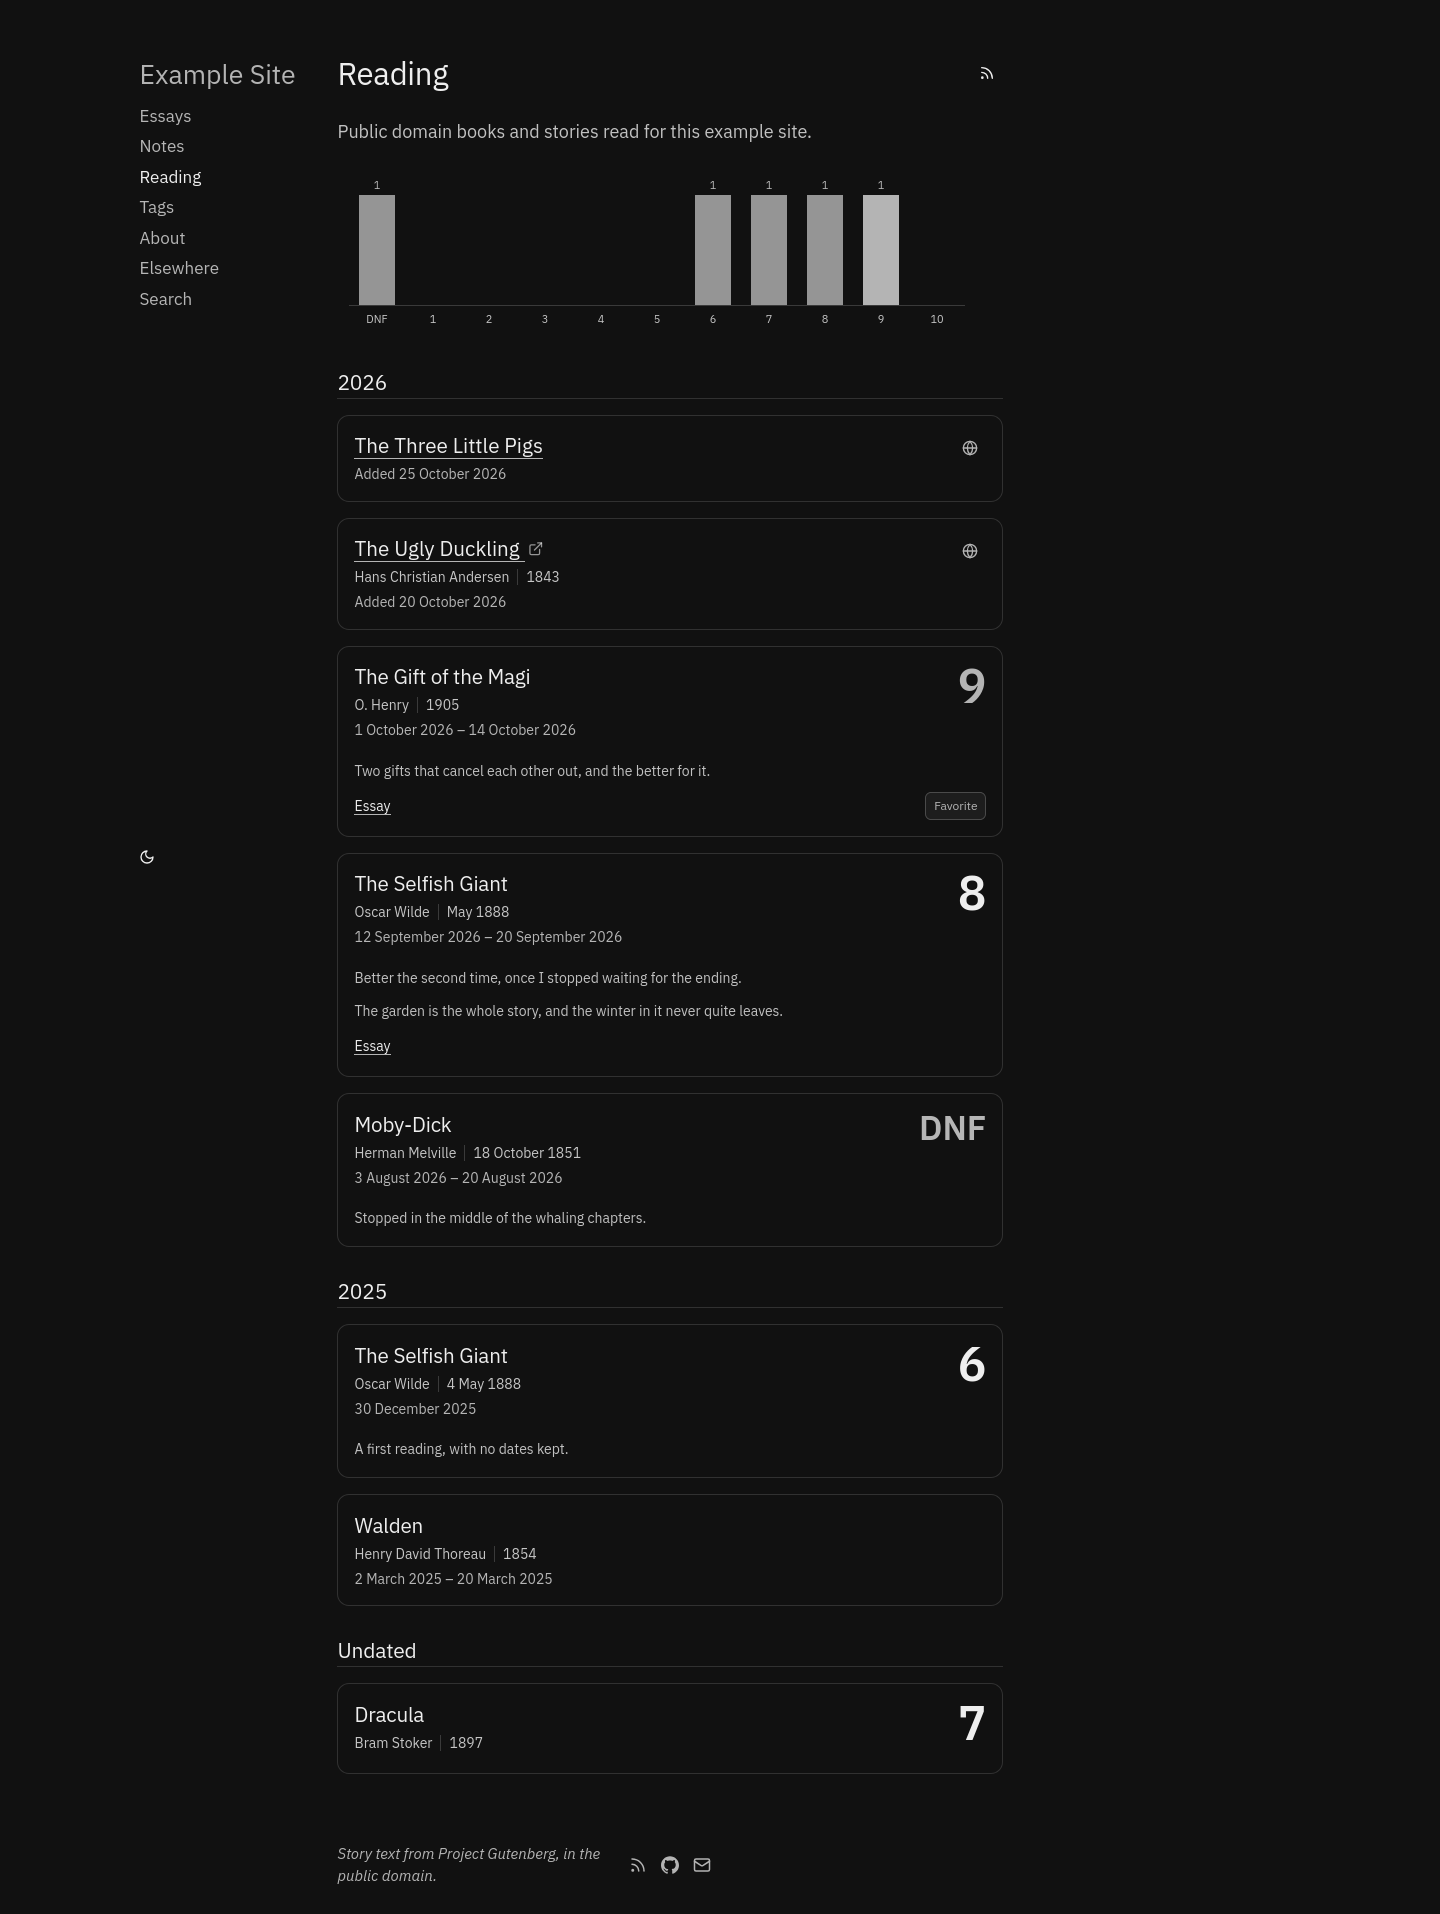 Example Site
Essays
Notes
Reading
Tags
About
Elsewhere
Search
Reading
Public domain books and stories read for this example site.
1 1 1 1 1
DNF 1 2 3 4 5 6 7 8 9 10
2026
The Three Little Pigs
Added 25 October 2026
The Ugly Duckling
Hans Christian Andersen | 1843
Added 20 October 2026
The Gift of the Magi
9
O. Henry | 1905
1 October 2026 – 14 October 2026
Two gifts that cancel each other out, and the better for it.
Essay
Favorite
The Selfish Giant
8
Oscar Wilde | May 1888
12 September 2026 – 20 September 2026
Better the second time, once I stopped waiting for the ending.
The garden is the whole story, and the winter in it never quite leaves.
Essay
Moby-Dick
DNF
Herman Melville | 18 October 1851
3 August 2026 – 20 August 2026
Stopped in the middle of the whaling chapters.
2025
The Selfish Giant
6
Oscar Wilde | 4 May 1888
30 December 2025
A first reading, with no dates kept.
Walden
Henry David Thoreau | 1854
2 March 2025 – 20 March 2025
Undated
Dracula
7
Bram Stoker | 1897
Story text from Project Gutenberg, in the
public domain.